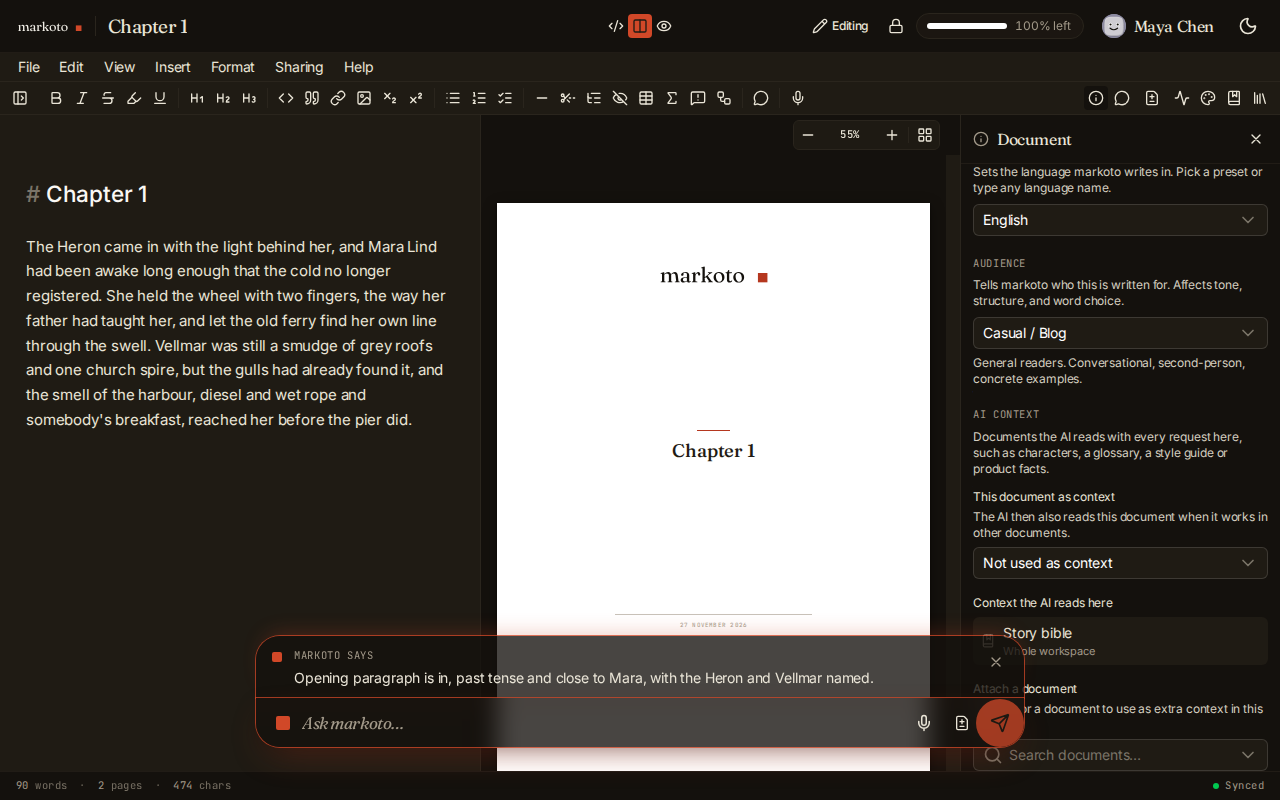 markoto
Chapter 1
Editing
100% left
Maya Chen
File Edit View Insert Format Sharing Help
B I S U H1 H2 H3 X2 X2
55%
# Chapter 1
The Heron came in with the light behind her, and Mara Lind
had been awake long enough that the cold no longer
registered. She held the wheel with two fingers, the way her
father had taught her, and let the old ferry find her own line
through the swell. Vellmar was still a smudge of grey roofs
and one church spire, but the gulls had already found it, and
the smell of the harbour, diesel and wet rope and
somebody's breakfast, reached her before the pier did.
markoto
Chapter 1
27 NOVEMBER 2026
Document
Sets the language markoto writes in. Pick a preset or
type any language name.
English
AUDIENCE
Tells markoto who this is written for. Affects tone,
structure, and word choice.
Casual / Blog
General readers. Conversational, second-person,
concrete examples.
AI CONTEXT
Documents the AI reads with every request here,
such as characters, a glossary, a style guide or
product facts.
This document as context
The AI then also reads this document when it works in
other documents.
Not used as context
Context the AI reads here
Story bible
Whole workspace
Attach a document
or a document to use as extra context in this
Search documents...
MARKOTO SAYS
Opening paragraph is in, past tense and close to Mara, with the Heron and Vellmar named.
Ask markoto...
90 words · 2 pages · 474 chars
Synced